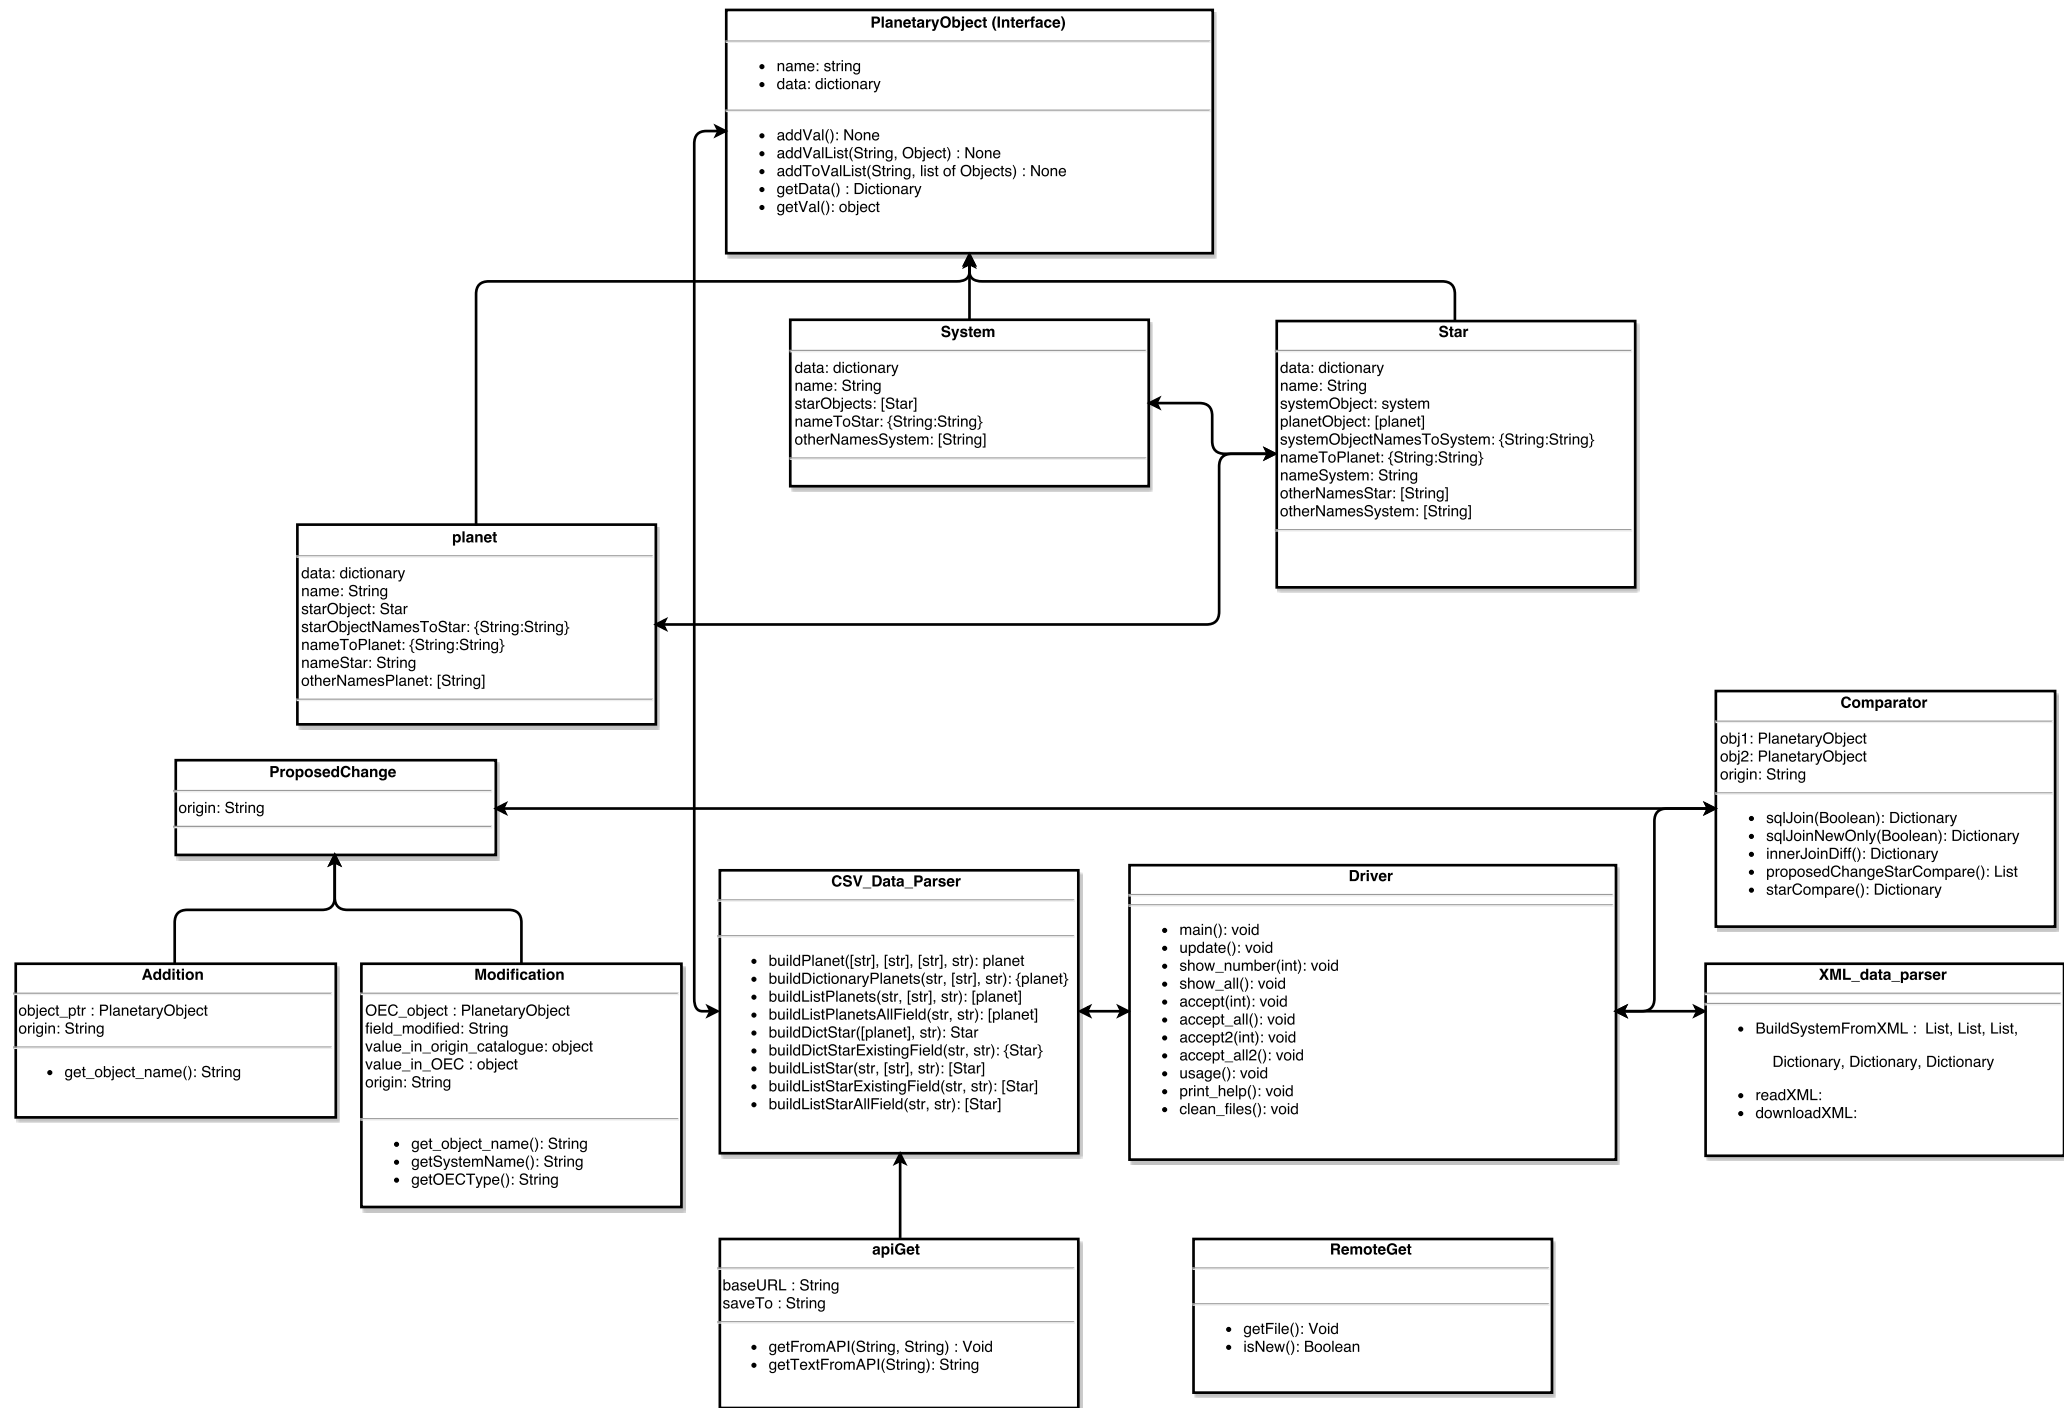 PlanetaryObject (Interface)
• name: string
• data: dictionary
• addVal(): None
• addValList(String, Object) : None
• addToValList(String, list of Objects) : None
• getData() : Dictionary
• getVal(): object
System
data: dictionary
name: String
starObjects: [Star]
nameToStar: {String:String}
otherNamesSystem: [String]
Star
data: dictionary
name: String
systemObject: system
planetObject: [planet]
systemObjectNamesToSystem: {String:String}
nameToPlanet: {String:String}
nameSystem: String
otherNamesStar: [String]
otherNamesSystem: [String]
planet
data: dictionary
name: String
starObject: Star
starObjectNamesToStar: {String:String}
nameToPlanet: {String:String}
nameStar: String
otherNamesPlanet: [String]
Comparator
obj1: PlanetaryObject
obj2: PlanetaryObject
origin: String
• sqlJoin(Boolean): Dictionary
• sqlJoinNewOnly(Boolean): Dictionary
• innerJoinDiff(): Dictionary
• proposedChangeStarCompare(): List
• starCompare(): Dictionary
ProposedChange
origin: String
CSV_Data_Parser
• buildPlanet([str], [str], [str], str): planet
• buildDictionaryPlanets(str, [str], str): {planet}
• buildListPlanets(str, [str], str): [planet]
• buildListPlanetsAllField(str, str): [planet]
• buildDictStar([planet], str): Star
• buildDictStarExistingField(str, str): {Star}
• buildListStar(str, [str], str): [Star]
• buildListStarExistingField(str, str): [Star]
• buildListStarAllField(str, str): [Star]
Driver
• main(): void
• update(): void
• show_number(int): void
• show_all(): void
• accept(int): void
• accept_all(): void
• accept2(int): void
• accept_all2(): void
• usage(): void
• print_help(): void
• clean_files(): void
XML_data_parser
• BuildSystemFromXML : List, List, List,
Dictionary, Dictionary, Dictionary
• readXML:
• downloadXML:
Addition
object_ptr : PlanetaryObject
origin: String
• get_object_name(): String
Modification
OEC_object : PlanetaryObject
field_modified: String
value_in_origin_catalogue: object
value_in_OEC : object
origin: String
• get_object_name(): String
• getSystemName(): String
• getOECType(): String
apiGet
baseURL : String
saveTo : String
• getFromAPI(String, String) : Void
• getTextFromAPI(String): String
RemoteGet
• getFile(): Void
• isNew(): Boolean